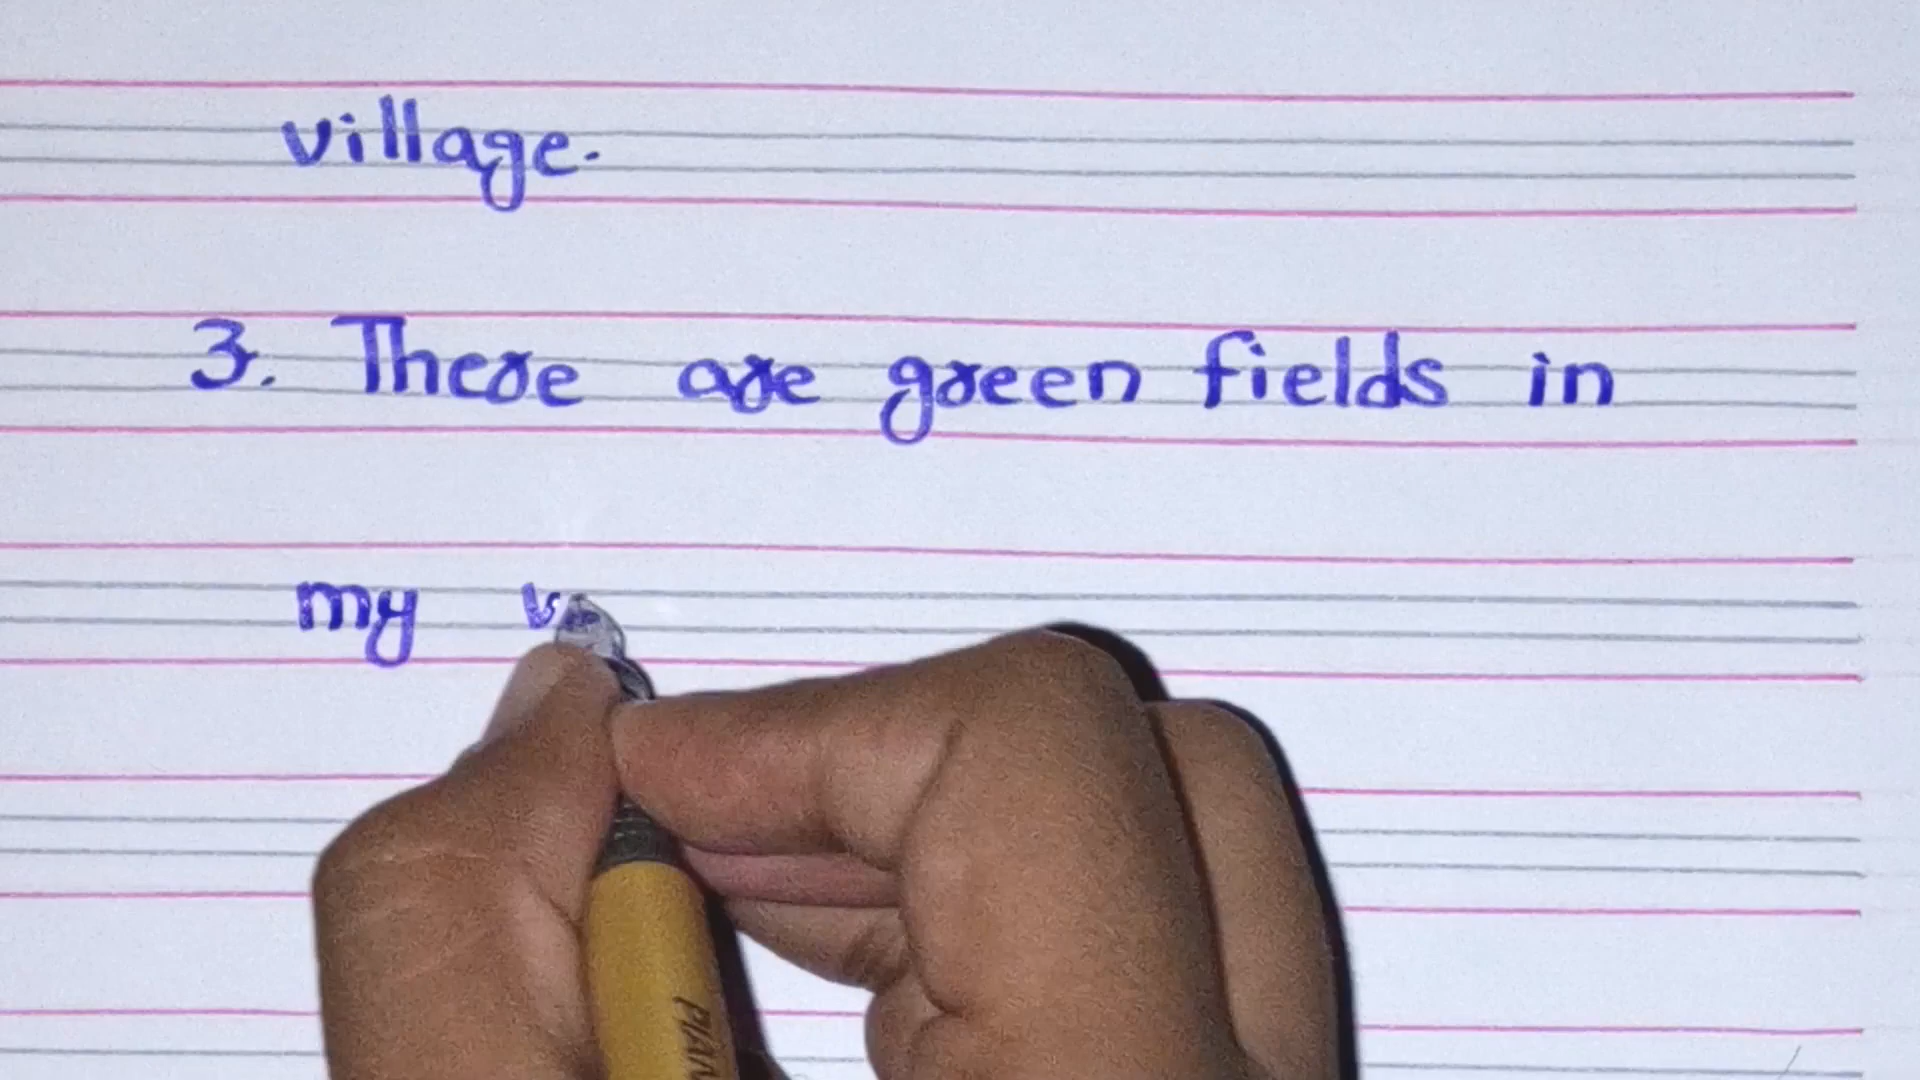 village.
3. There are green fields in
my v